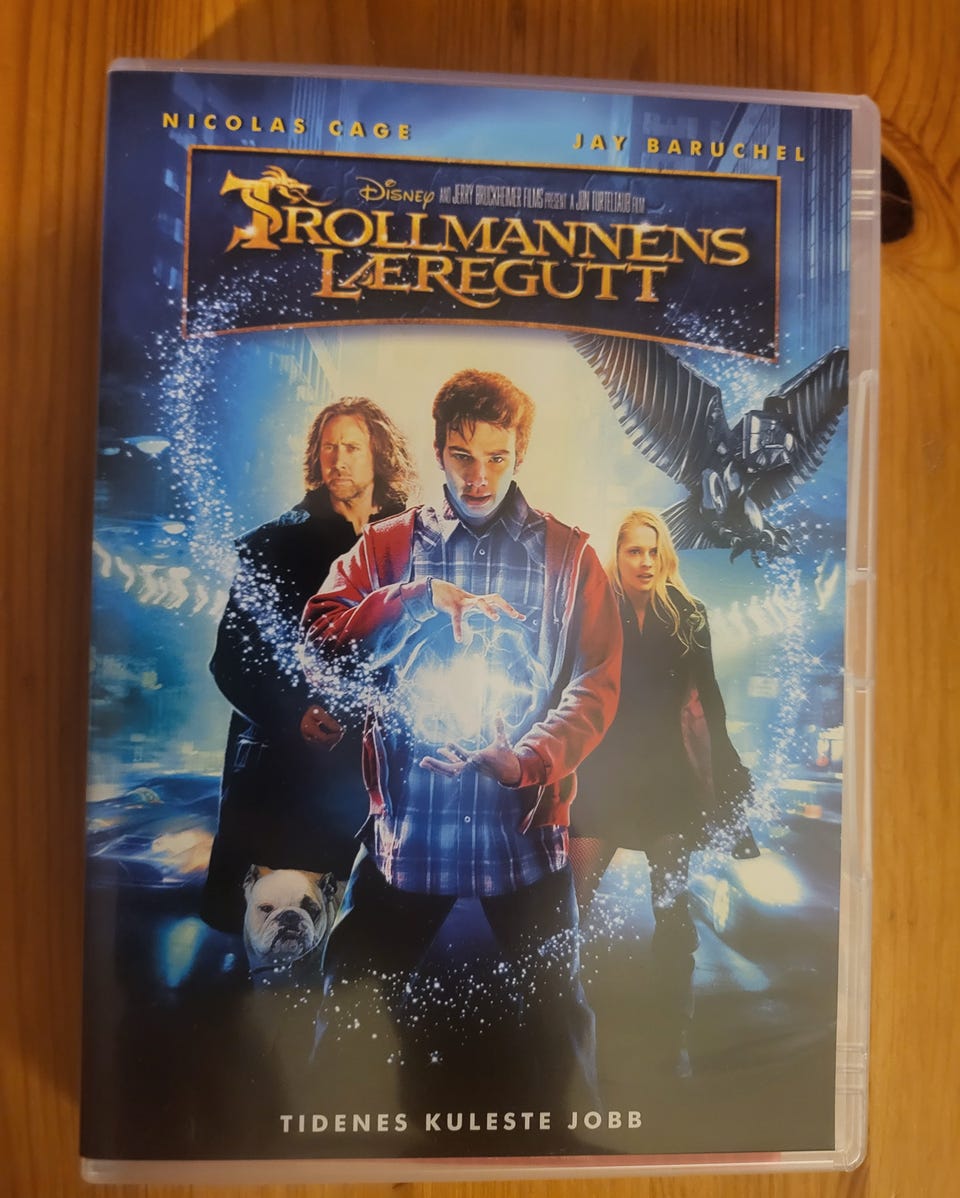 NICOLAS CAGE
JAY BARUCHEL
DISNEY AND JERRY BRUCKHEIMER FILMS PRESENT A JON TURTELTAUB FILM
TROLLMANNENS
LÆREGUTT
TIDENES KULESTE JOBB